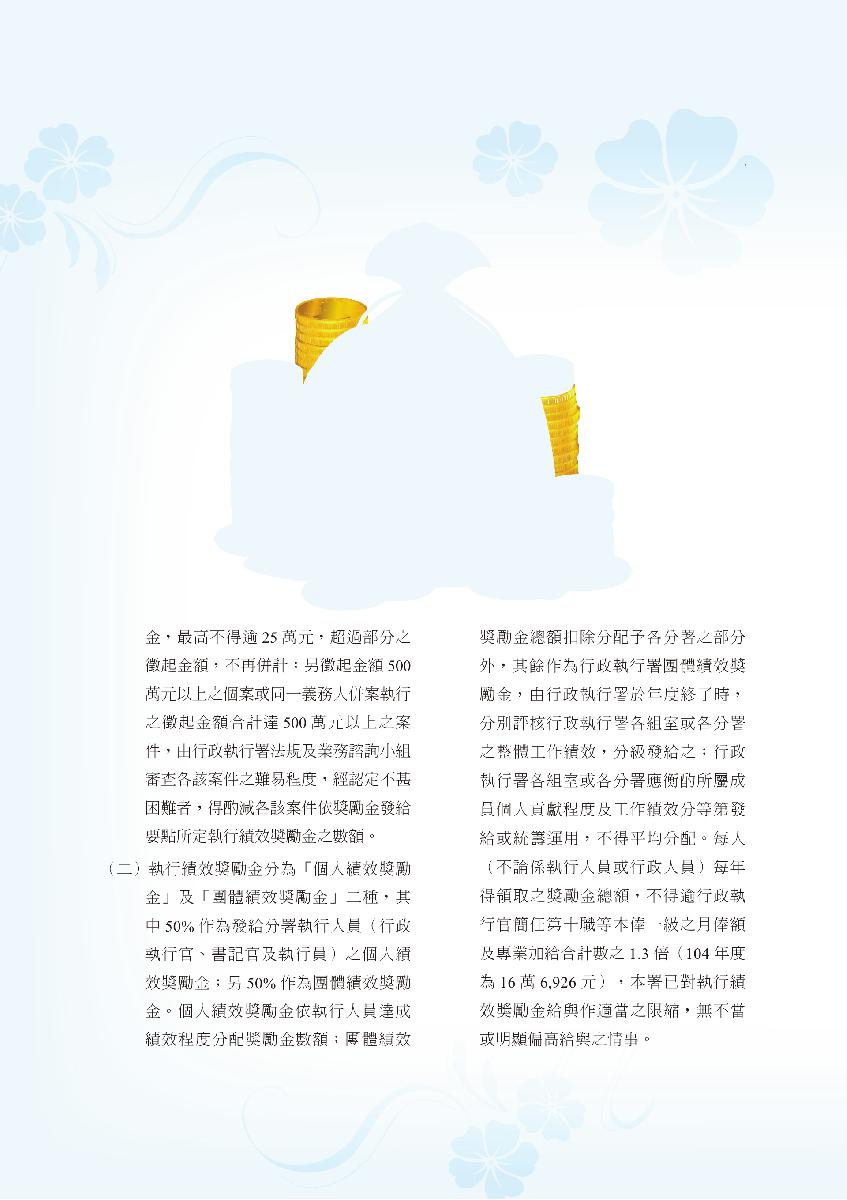 金，最高不得逾 25 萬元，超過部分之
徵起金額，不再併計；另徵起金額 500
萬元以上之個案或同一義務人併案執行
之徵起金額合計達 500 萬元以上之案
件，由行政執行署法規及業務諮詢小組
審查各該案件之難易程度，經認定不甚
困難者，得酌減各該案件依獎勵金發給
要點所定執行績效獎勵金之數額。
（二）執行績效獎勵金分為「個人績效獎勵
金」及「團體績效獎勵金」二種，其
中 50% 作為發給分署執行人員（行政
執行官、書記官及執行員）之個人績
效獎勵金；另 50% 作為團體績效獎勵
金。個人績效獎勵金依執行人員達成
績效程度分配獎勵金數額；團體績效
獎勵金總額扣除分配予各分署之部分
外，其餘作為行政執行署團體績效獎
勵金，由行政執行署於年度終了時，
分別評核行政執行署各組室或各分署
之整體工作績效，分級發給之；行政
執行署各組室或各分署應衡酌所屬成
員個人貢獻程度及工作績效分等第發
給或統籌運用，不得平均分配。每人
（不論係執行人員或行政人員）每年
得領取之獎勵金總額，不得逾行政執
行官簡任第十職等本俸一級之月俸額
及專業加給合計數之 1.3 倍（104 年度
為 16 萬 6,926 元），本署已對執行績
效獎勵金給與作適當之限縮，無不當
或明顯偏高給與之情事。